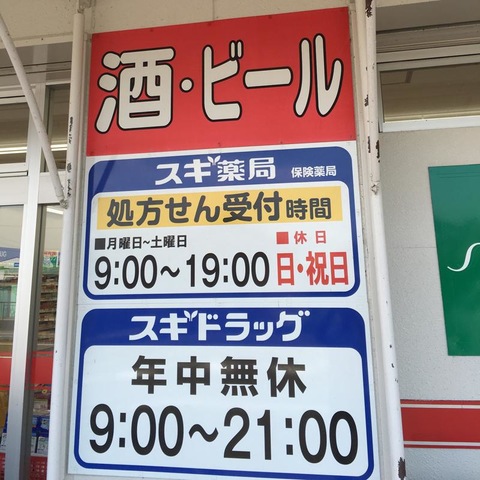 酒・ビール
スギ薬局 保険薬局
処方せん受付時間
■月曜日~土曜日 ■休日
9:00~19:00 日・祝日
スギドラッグ
年中無休
9:00~21:00